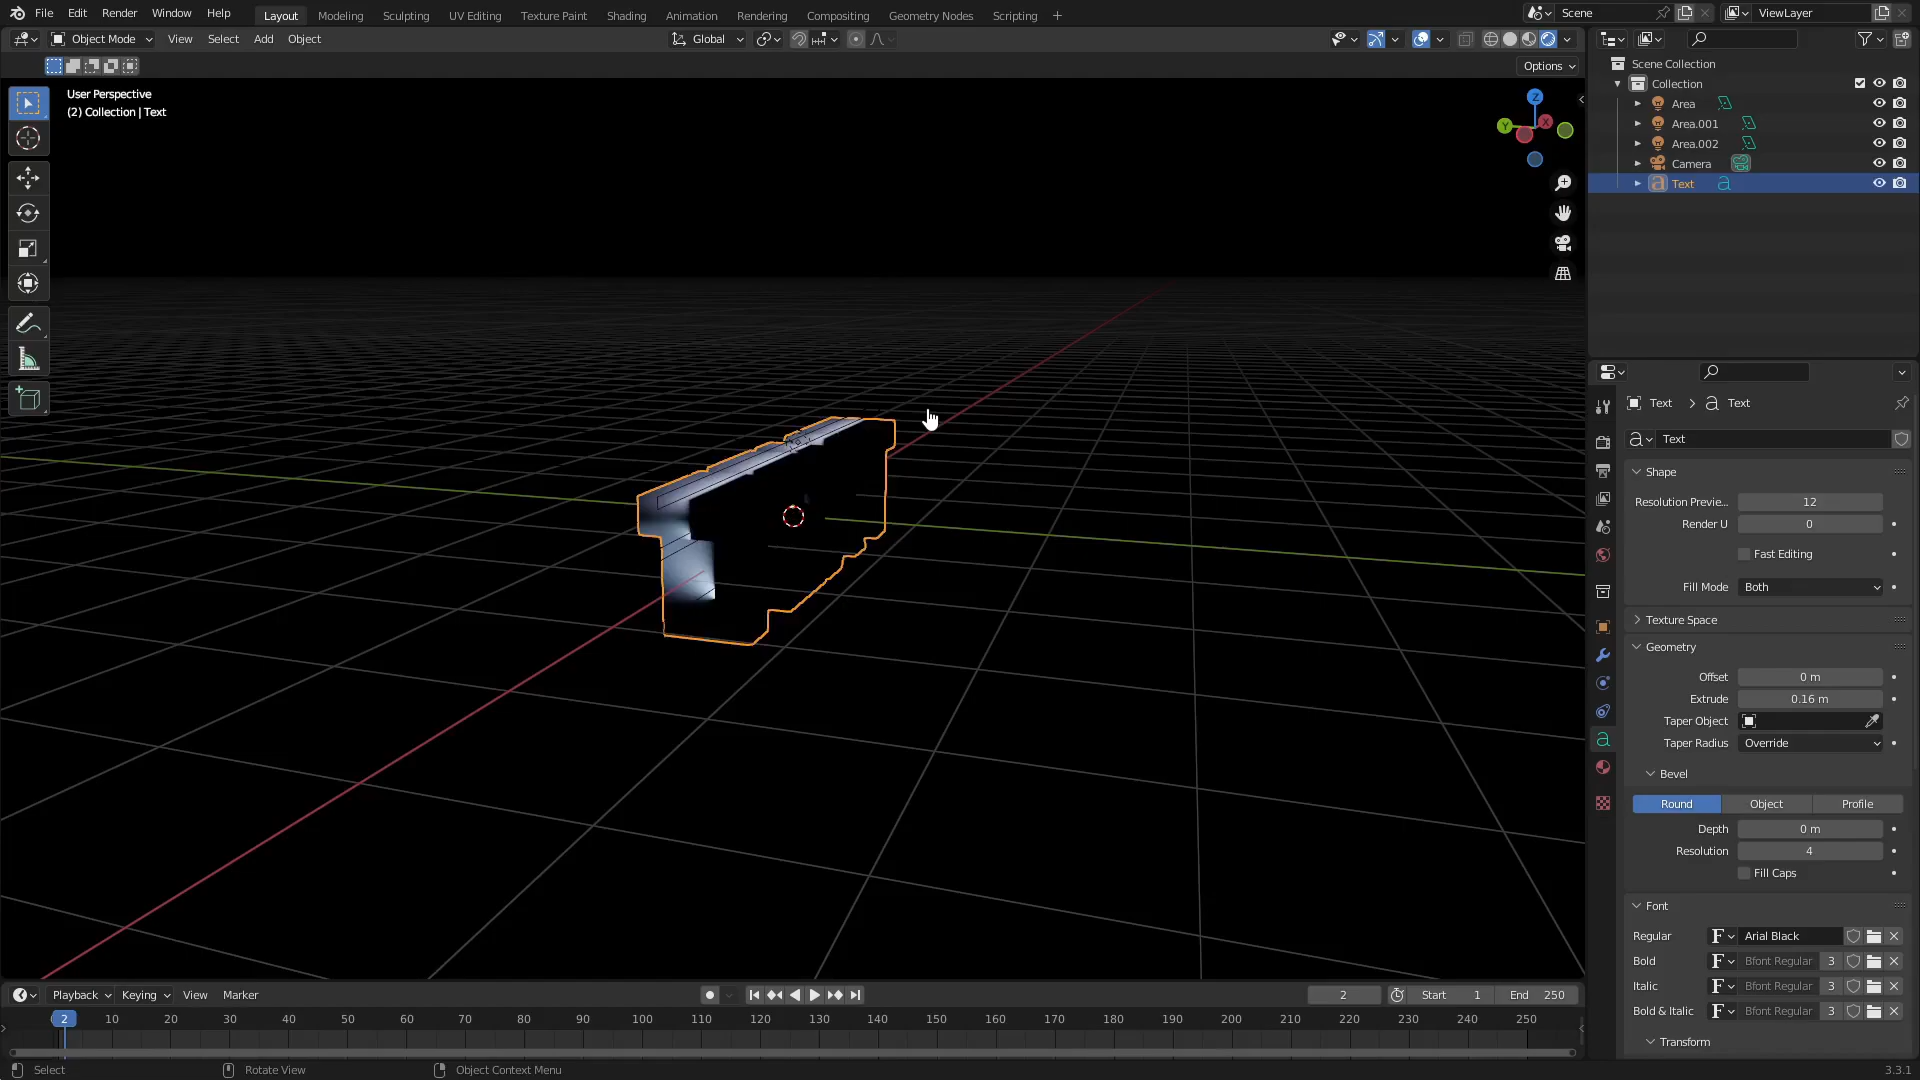 File Edit Render Window Help Layout Modeling Sculpting UV Editing Texture Paint Shading Animation Rendering Compositing Geometry Nodes Scripting + Scene ViewLayer
Object Mode View Select Add Object Global
Options
User Perspective
(2) Collection | Text
Z
Y
X
Scene Collection
Collection
Area
Area.001
Area.002
Camera
Text
Text > Text
Text
Shape
Resolution Previe... 12
Render U 0
Fast Editing
Fill Mode Both
Texture Space
Geometry
Offset 0 m
Extrude 0.16 m
Taper Object
Taper Radius Override
Bevel
Round Object Profile
Depth 0 m
Resolution 4
Fill Caps
Font
Regular F Arial Black
Bold F Bfont Regular 3
Italic F Bfont Regular 3
Bold & Italic F Bfont Regular 3
Transform
Playback Keying View Marker 2 Start 1 End 250
2 10 20 30 40 50 60 70 80 90 100 110 120 130 140 150 160 170 180 190 200 210 220 230 240 250
Select Rotate View Object Context Menu 3.3.1